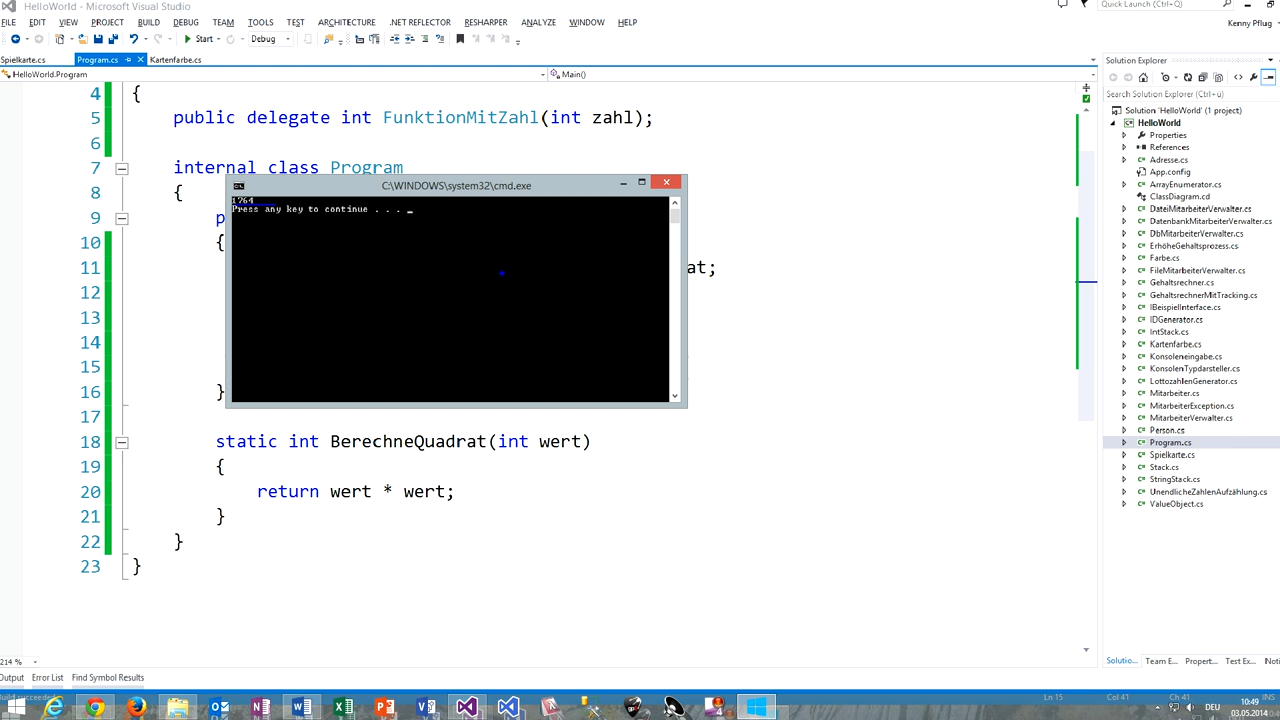 HelloWorld - Microsoft Visual Studio
Quick Launch (Ctrl+Q)
FILE EDIT VIEW PROJECT BUILD DEBUG TEAM TOOLS TEST ARCHITECTURE .NET REFLECTOR RESHARPER ANALYZE WINDOW HELP
Kenny Pflug
Start Debug
Spielkarte.cs Program.cs Kartenfarbe.cs
HelloWorld.Program Main()
4 {
5 public delegate int FunktionMitZahl(int zahl);
6
7 internal class Program
8 {
9 p
10 {
11 at;
12
13
14
15
16 }
17
18 static int BerechneQuadrat(int wert)
19 {
20 return wert * wert;
21 }
22 }
23 }
C:\WINDOWS\system32\cmd.exe
1764
Press any key to continue . . . _
Solution Explorer
Search Solution Explorer (Ctrl+ü)
Solution 'HelloWorld' (1 project)
HelloWorld
Properties
References
Adresse.cs
App.config
ArrayEnumerator.cs
ClassDiagram.cd
DateiMitarbeiterVerwalter.cs
DatenbankMitarbeiterVerwalter.cs
DbMitarbeiterVerwalter.cs
ErhöheGehaltsprozess.cs
Farbe.cs
FileMitarbeiterVerwalter.cs
Gehaltsrechner.cs
GehaltsrechnerMitTracking.cs
IBeispielInterface.cs
IDGenerator.cs
IntStack.cs
Kartenfarbe.cs
Konsoleneingabe.cs
KonsolenTypdarsteller.cs
LottozahlenGenerator.cs
Mitarbeiter.cs
MitarbeiterException.cs
MitarbeiterVerwalter.cs
Person.cs
Program.cs
Spielkarte.cs
Stack.cs
StringStack.cs
UnendlicheZahlenAufzählung.cs
ValueObject.cs
214 %
Solutio... Team E... Propert... Test Ex... Noti
Output Error List Find Symbol Results
Build succeeded
Ln 15 Col 41 Ch 41 INS
DEU
10:49
03.05.2014